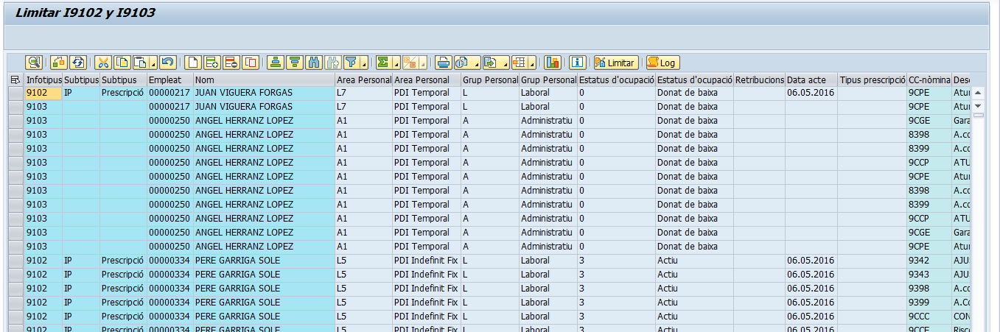 Limitar I9102 y I9103
Limitar Log
Infotipus Subtipus Subtipus Empleat Nom Area Personal Area Personal Grup Personal Grup Personal Estatus d'ocupació Estatus d'ocupació Retribucions Data acte Tipus prescripció CC-nòmina Desc
9102 IP Prescripció 00000217 JUAN VIGUERA FORGAS L7 PDI Temporal L Laboral 0 Donat de baixa 06.05.2016 9CPE Atur
9103 00000217 JUAN VIGUERA FORGAS L7 PDI Temporal L Laboral 0 Donat de baixa 9CPE Atur
9103 00000250 ANGEL HERRANZ LOPEZ A1 PDI Temporal A Administratiu 0 Donat de baixa 9CGE Gara
9103 00000250 ANGEL HERRANZ LOPEZ A1 PDI Temporal A Administratiu 0 Donat de baixa 8398 A.co
9103 00000250 ANGEL HERRANZ LOPEZ A1 PDI Temporal A Administratiu 0 Donat de baixa 8399 A.co
9103 00000250 ANGEL HERRANZ LOPEZ A1 PDI Temporal A Administratiu 0 Donat de baixa 9CCP ATU
9103 00000250 ANGEL HERRANZ LOPEZ A1 PDI Temporal A Administratiu 0 Donat de baixa 9CPE Atur
9103 00000250 ANGEL HERRANZ LOPEZ A1 PDI Temporal A Administratiu 0 Donat de baixa 8398 A.co
9103 00000250 ANGEL HERRANZ LOPEZ A1 PDI Temporal A Administratiu 0 Donat de baixa 8399 A.co
9103 00000250 ANGEL HERRANZ LOPEZ A1 PDI Temporal A Administratiu 0 Donat de baixa 9CCP ATU
9103 00000250 ANGEL HERRANZ LOPEZ A1 PDI Temporal A Administratiu 0 Donat de baixa 9CGE Gara
9103 00000250 ANGEL HERRANZ LOPEZ A1 PDI Temporal A Administratiu 0 Donat de baixa 9CPE Atur
9102 IP Prescripció 00000334 PERE GARRIGA SOLE L5 PDI Indefinit Fix L Laboral 3 Actiu 06.05.2016 9342 AJU
9102 IP Prescripció 00000334 PERE GARRIGA SOLE L5 PDI Indefinit Fix L Laboral 3 Actiu 06.05.2016 9343 AJU
9102 IP Prescripció 00000334 PERE GARRIGA SOLE L5 PDI Indefinit Fix L Laboral 3 Actiu 06.05.2016 9398 A.co
9102 IP Prescripció 00000334 PERE GARRIGA SOLE L5 PDI Indefinit Fix L Laboral 3 Actiu 06.05.2016 9399 A.Co
9102 IP Prescripció 00000334 PERE GARRIGA SOLE L5 PDI Indefinit Fix L Laboral 3 Actiu 06.05.2016 9CCC CON
9102 IP Prescripció 00000334 PERE GARRIGA SOLE L5 PDI Indefinit Fix L Laboral 3 Actiu 06.05.2016 9CCE Risc